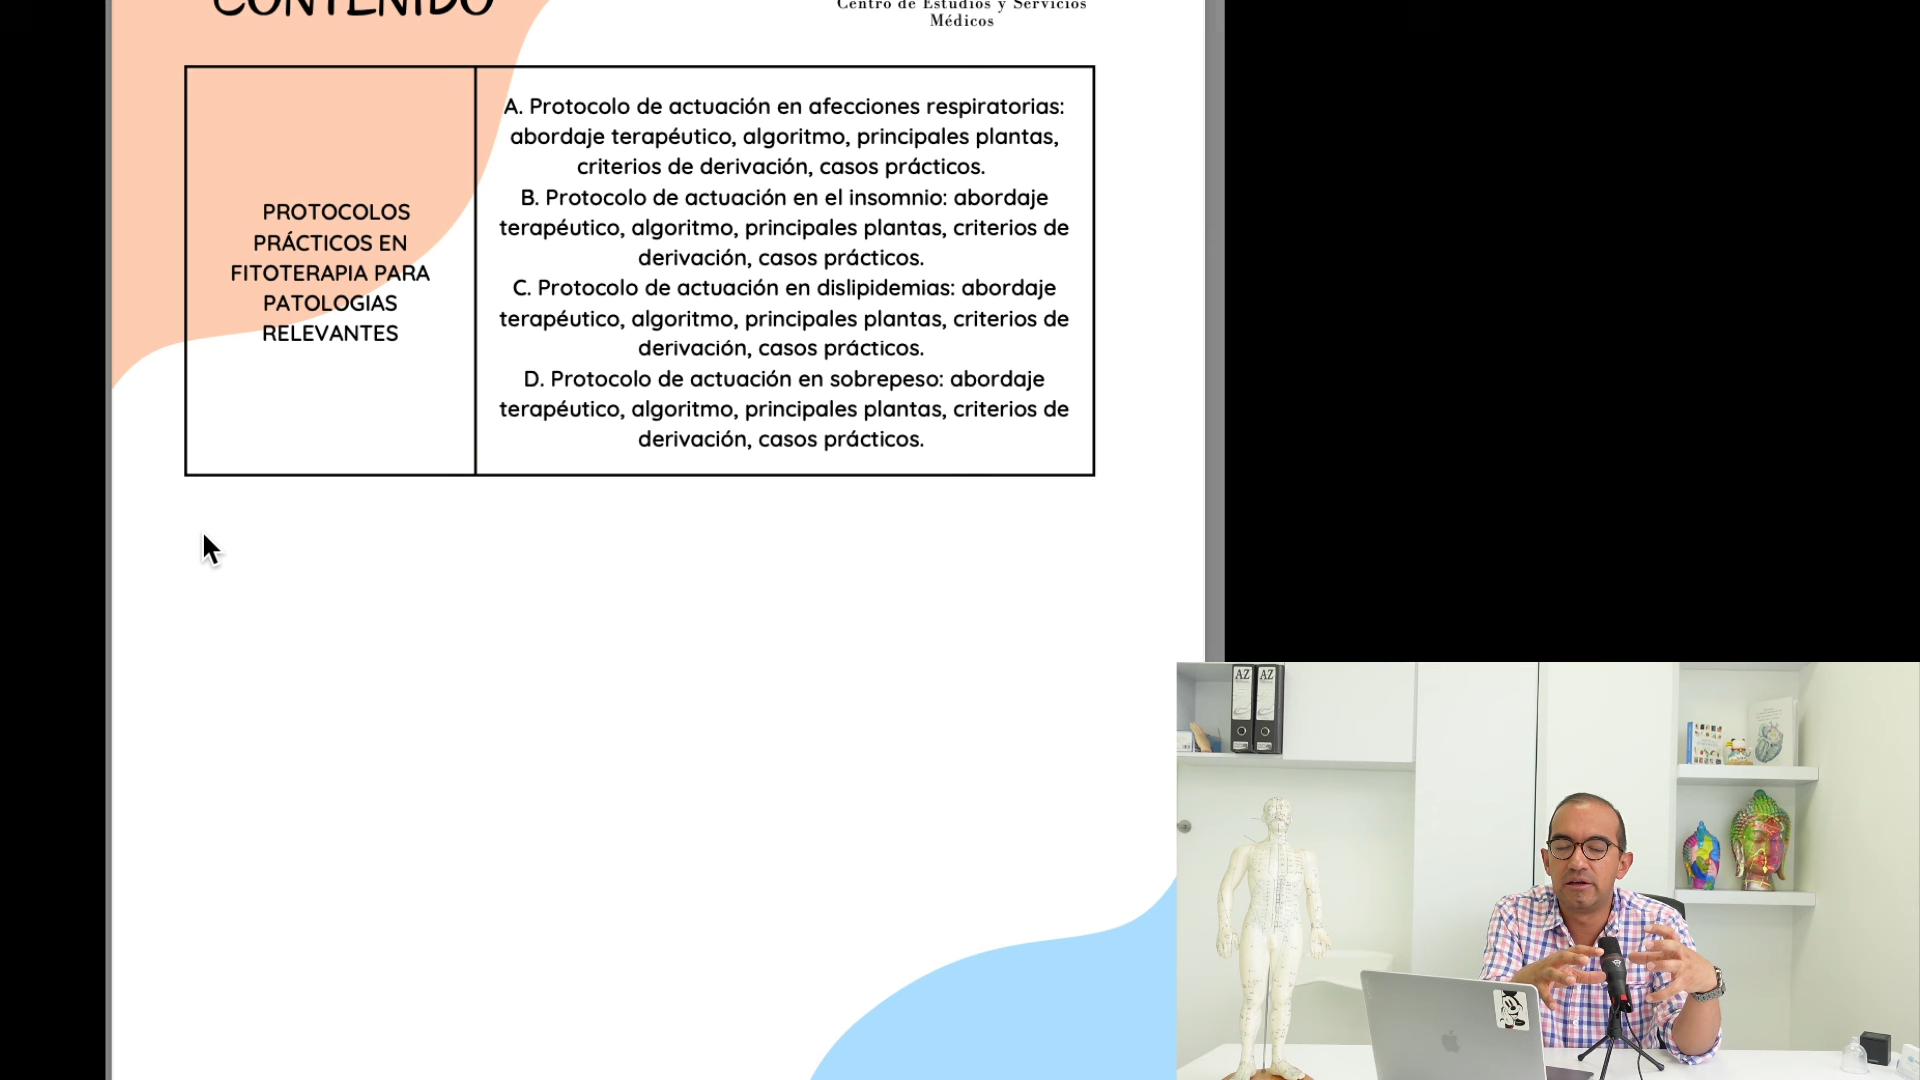 CONTENIDO
Centro de Estudios y Servicios
Médicos
PROTOCOLOS
PRÁCTICOS EN
FITOTERAPIA PARA
PATOLOGIAS
RELEVANTES
A. Protocolo de actuación en afecciones respiratorias:
abordaje terapéutico, algoritmo, principales plantas,
criterios de derivación, casos prácticos.
B. Protocolo de actuación en el insomnio: abordaje
terapéutico, algoritmo, principales plantas, criterios de
derivación, casos prácticos.
C. Protocolo de actuación en dislipidemias: abordaje
terapéutico, algoritmo, principales plantas, criterios de
derivación, casos prácticos.
D. Protocolo de actuación en sobrepeso: abordaje
terapéutico, algoritmo, principales plantas, criterios de
derivación, casos prácticos.
AZ
AZ